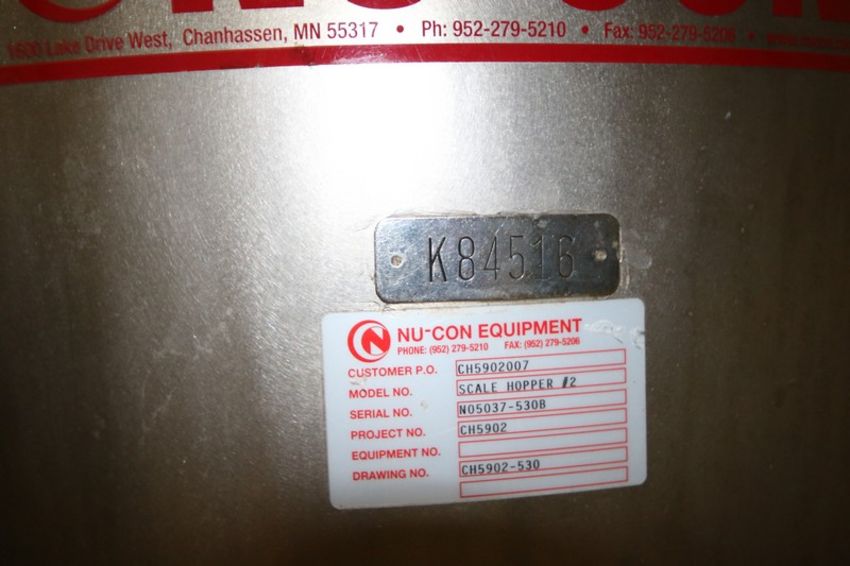 NU-CON
1600 Lake Drive West, Chanhassen, MN 55317 • Ph: 952-279-5210 • Fax: 952-279-5206 •
K84516
NU-CON EQUIPMENT
PHONE: (952) 279-5210 FAX: (952) 279-5206
CUSTOMER P.O. CH5902007
MODEL NO. SCALE HOPPER #2
SERIAL NO. N05037-530B
PROJECT NO. CH5902
EQUIPMENT NO.
DRAWING NO. CH5902-530